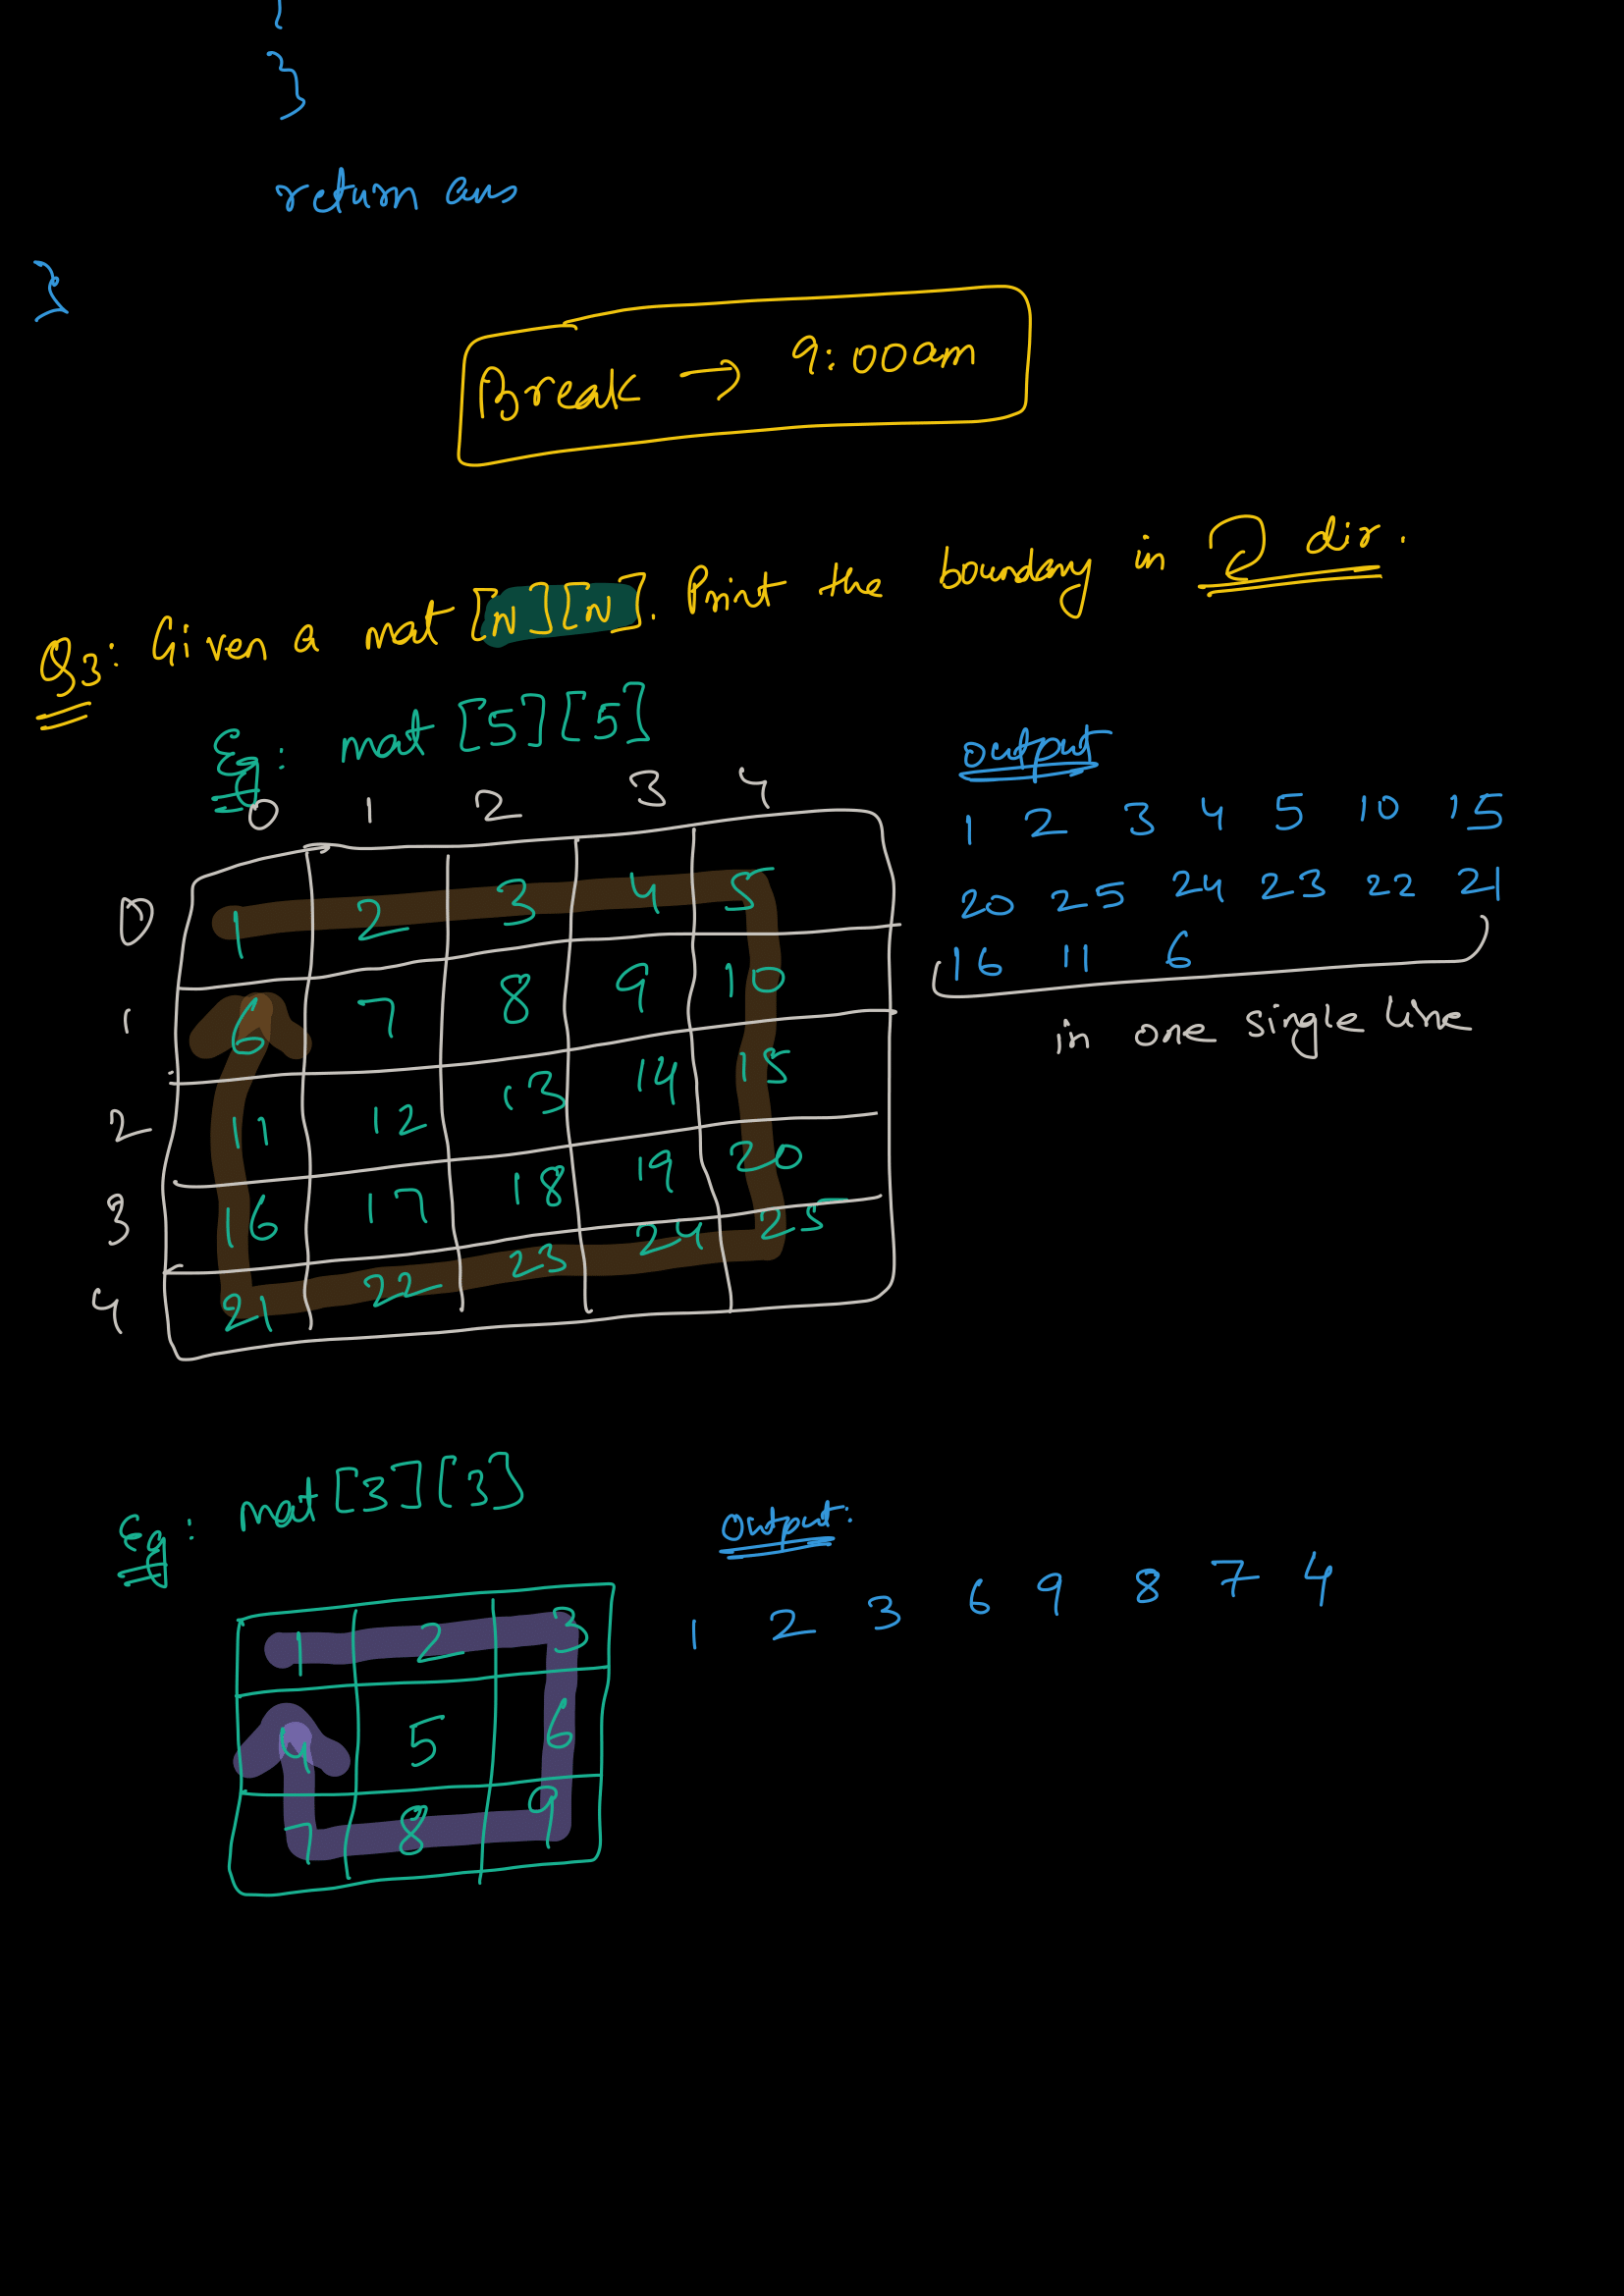 }
return ans
}
Break → 9:00am
Q3: Given a mat [N][N]. Print the boundary in dir.
Eg: mat [5][5]
output
0 1 2 3 4
1 2 3 4 5 10 15
20 25 24 23 22 21
16 11 6
in one single line
0 1 2 3 4 5
1 6 7 8 9 10
2 11 12 13 14 15
3 16 17 18 19 20
4 21 22 23 24 25
Eg: mat [3][3]
output:
1 2 3 6 9 8 7 4
1 2 3
4 5 6
7 8 9